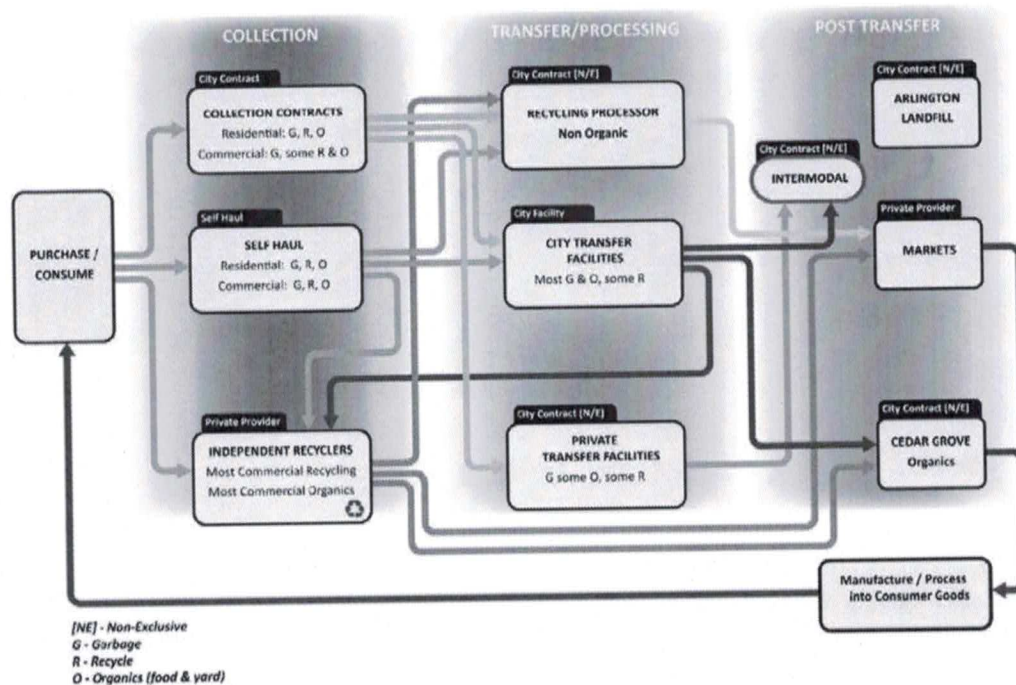 COLLECTION
TRANSFER/PROCESSING
POST TRANSFER
City Contract
COLLECTION CONTRACTS
Residential: G, R, O
Commercial: G, some R & O
Self Haul
SELF HAUL
Residential: G, R, O
Commercial: G, R, O
PURCHASE /
CONSUME
Private Provider
INDEPENDENT RECYCLERS
Most Commercial Recycling
Most Commercial Organics
City Contract [N/E]
RECYCLING PROCESSOR
Non Organic
City Facility
CITY TRANSFER
FACILITIES
Most G & O, some R
City Contract [N/E]
PRIVATE
TRANSFER FACILITIES
G some O, some R
City Contract [N/E]
ARLINGTON
LANDFILL
City Contract [N/E]
INTERMODAL
Private Provider
MARKETS
City Contract [N/E]
CEDAR GROVE
Organics
Manufacture / Process
into Consumer Goods
[NE] - Non-Exclusive
G - Garbage
R - Recycle
O - Organics (food & yard)